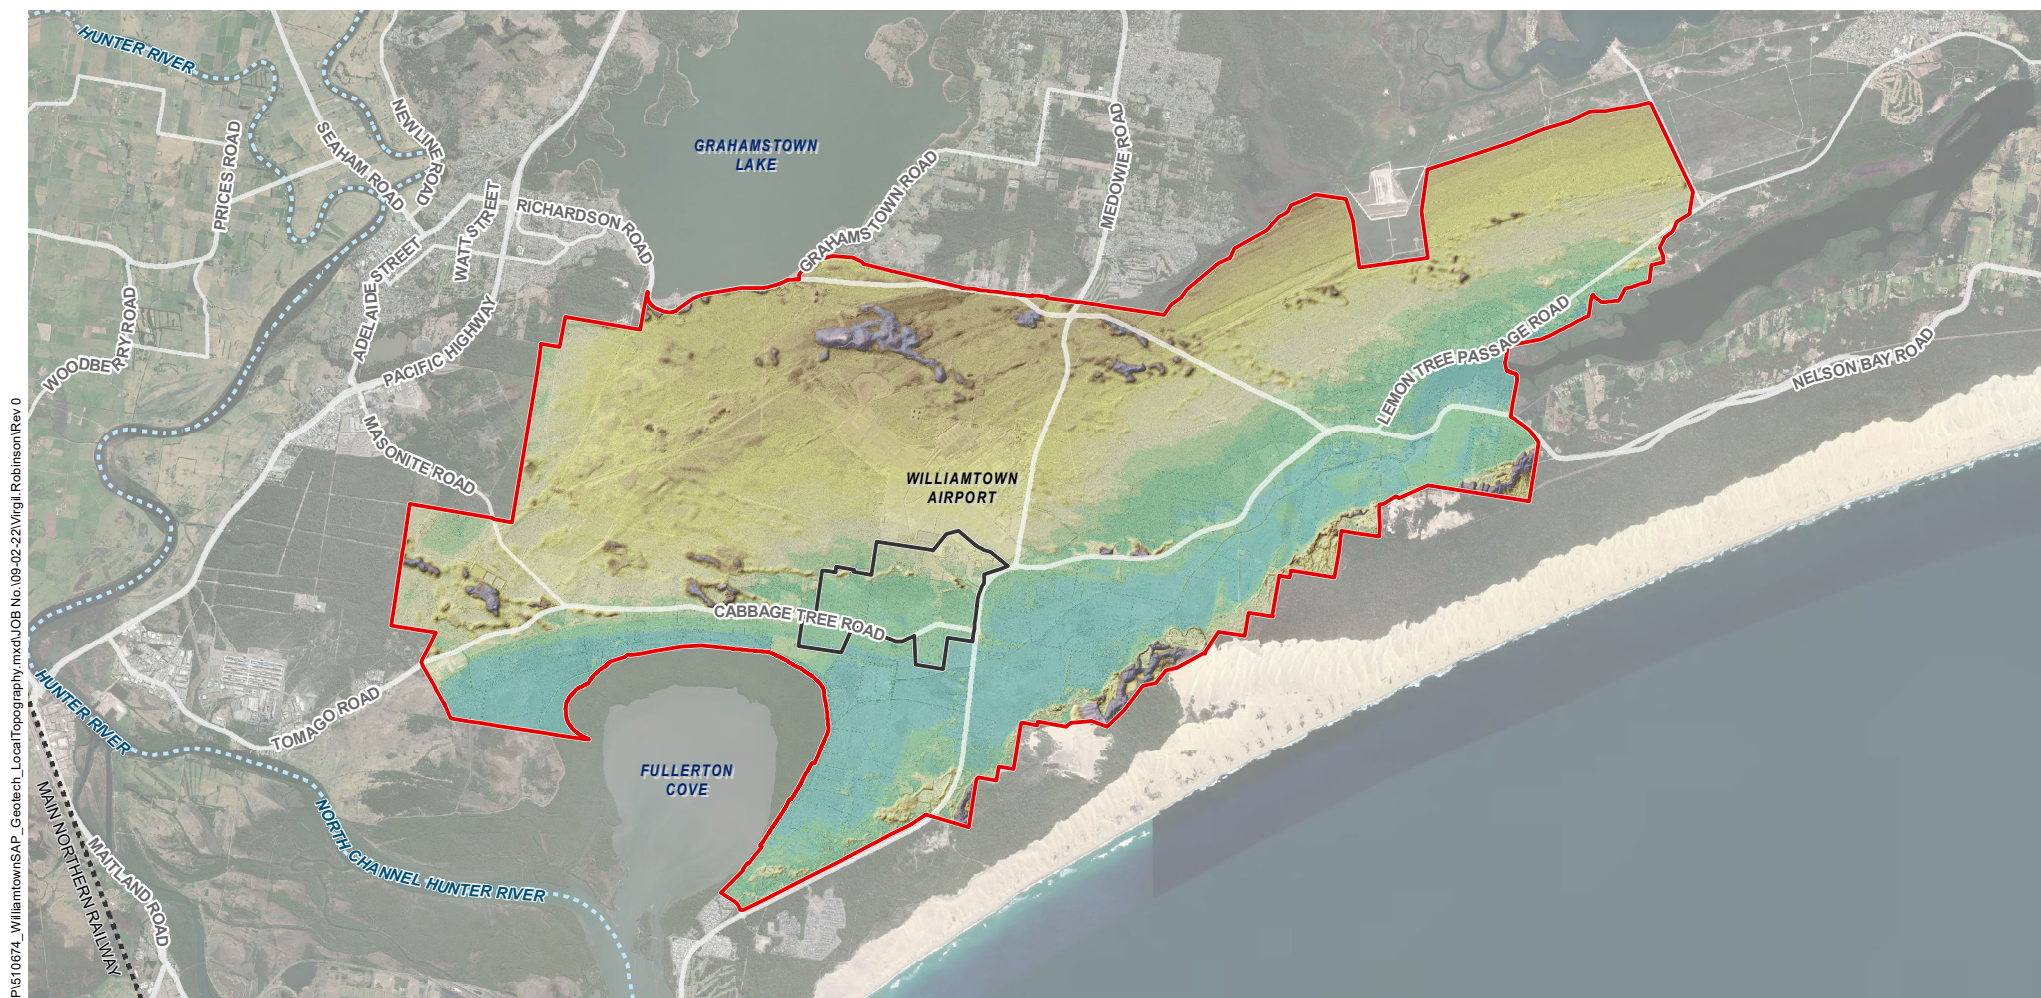 HUNTER RIVER
NEWLINE ROAD
SEAHAM ROAD
PRICES ROAD
WATT STREET
RICHARDSON ROAD
ADELAIDE STREET
GRAHAMSTOWN
LAKE
GRAHAMSTOWN ROAD
MEDOWIE ROAD
WOODBERRY ROAD
PACIFIC HIGHWAY
MASONITE ROAD
LEMON TREE PASSAGE ROAD
NELSON BAY ROAD
WILLIAMTOWN
AIRPORT
CABBAGE TREE ROAD
HUNTER RIVER
TOMAGO ROAD
FULLERTON
COVE
NORTH CHANNEL HUNTER RIVER
MAIN NORTHERN RAILWAY
MAITLAND ROAD
P\510674_WilliamtownSAP_Geotech_LocalTopography.mxd\JOB No.\09-02-22\Virgil.Robinson\Rev 0